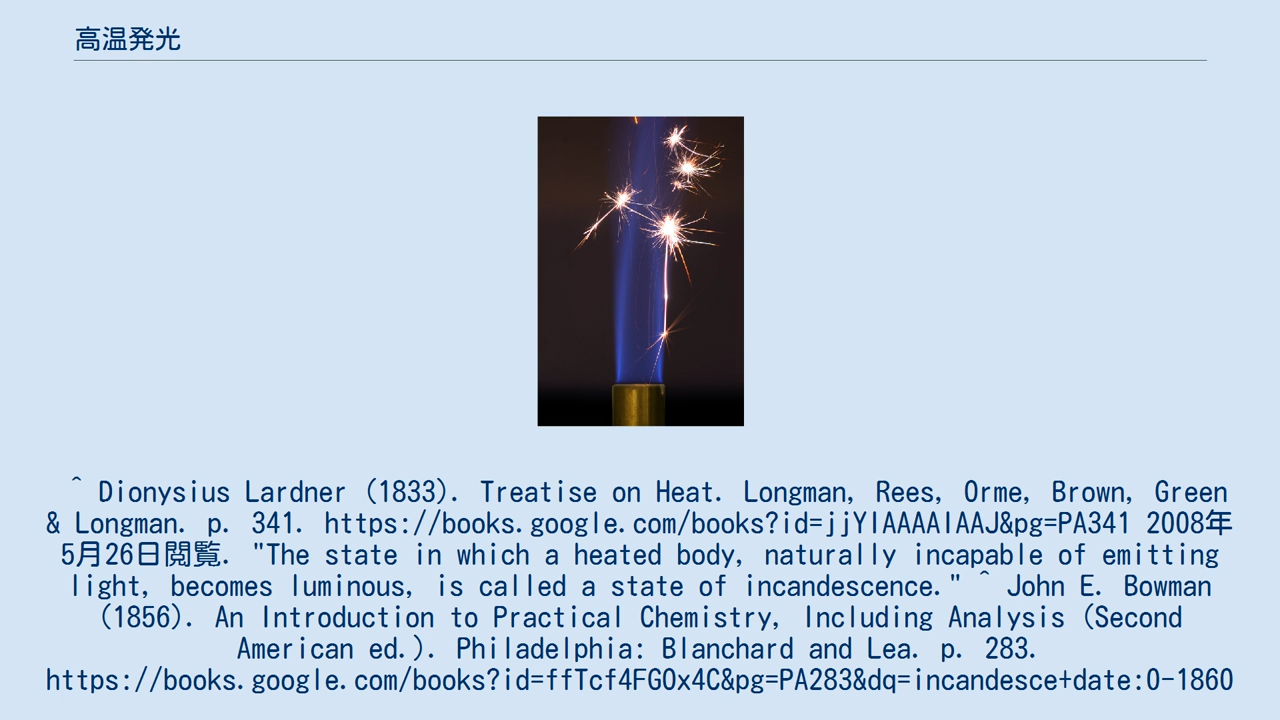 高温発光
^ Dionysius Lardner (1833). Treatise on Heat. Longman, Rees, Orme, Brown, Green
& Longman. p. 341. https://books.google.com/books?id=jjYIAAAAIAAJ&pg=PA341 2008年
5月26日閲覧. "The state in which a heated body, naturally incapable of emitting
light, becomes luminous, is called a state of incandescence." ^ John E. Bowman
(1856). An Introduction to Practical Chemistry, Including Analysis (Second
American ed.). Philadelphia: Blanchard and Lea. p. 283.
https://books.google.com/books?id=ffTcf4FGOx4C&pg=PA283&dq=incandesce+date:0-1860